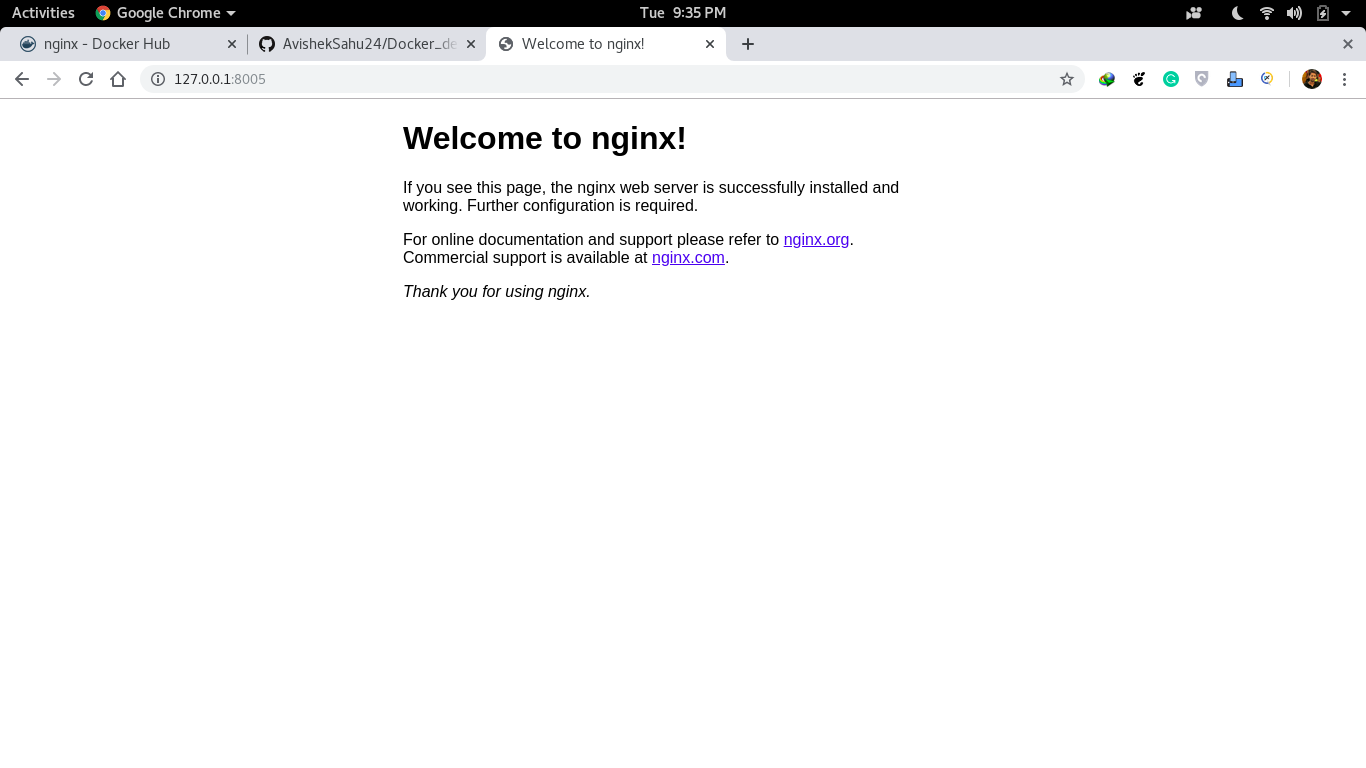 Activities Google Chrome Tue 9:35 PM
nginx - Docker Hub AvishekSahu24/Docker_de Welcome to nginx!
127.0.0.1:8005
Welcome to nginx!
If you see this page, the nginx web server is successfully installed and
working. Further configuration is required.
For online documentation and support please refer to nginx.org.
Commercial support is available at nginx.com.
Thank you for using nginx.